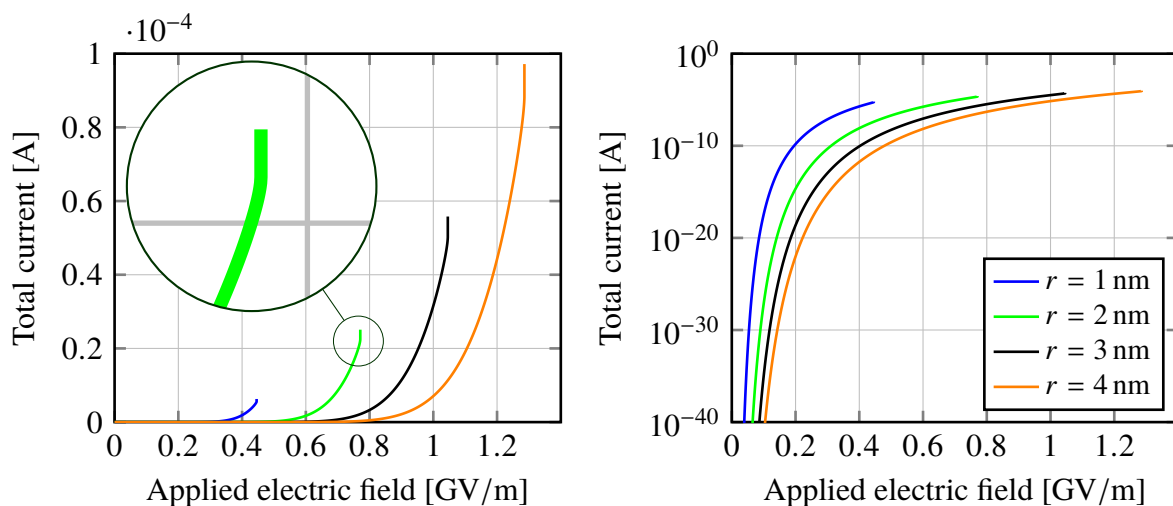 ·10⁻⁴
1
0.8
0.6
0.4
0.2
0
0 0.2 0.4 0.6 0.8 1 1.2
Total current [A]
Applied electric field [GV/m]
10⁰
10⁻¹⁰
10⁻²⁰
10⁻³⁰
10⁻⁴⁰
0 0.2 0.4 0.6 0.8 1 1.2
Total current [A]
Applied electric field [GV/m]
r = 1 nm
r = 2 nm
r = 3 nm
r = 4 nm